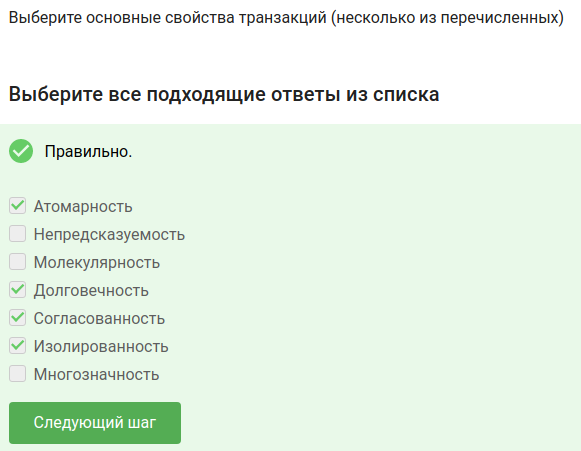 Выберите основные свойства транзакций (несколько из перечисленных)
Выберите все подходящие ответы из списка
Правильно.
Атомарность
Непредсказуемость
Молекулярность
Долговечность
Согласованность
Изолированность
Многозначность
Следующий шаг